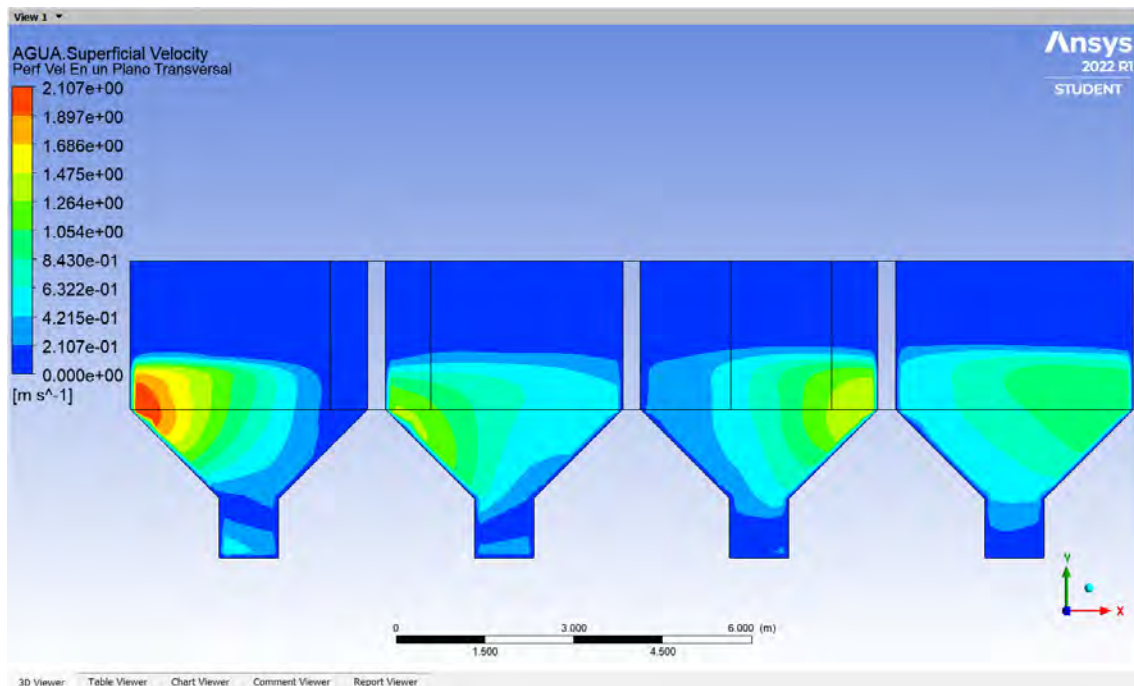 View 1
AGUA.Superficial Velocity
Perf Vel En un Plano Transversal
2.107e+00
1.897e+00
1.686e+00
1.475e+00
1.264e+00
1.054e+00
8.430e-01
6.322e-01
4.215e-01
2.107e-01
0.000e+00
[m s^-1]
Ansys
2022 R1
STUDENT
Y
X
0 3.000 6.000 (m)
1.500 4.500
3D Viewer Table Viewer Chart Viewer Comment Viewer Report Viewer